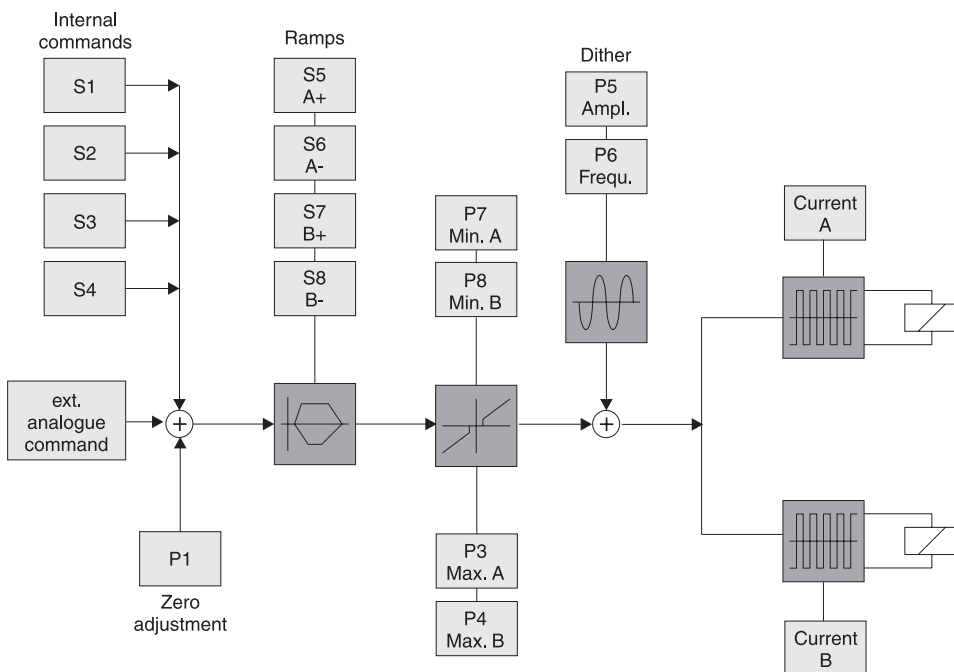 Internal
commands
S1
S2
S3
S4
ext.
analogue
command
P1
Zero
adjustment
Ramps
S5
A+
S6
A-
S7
B+
S8
B-
P7
Min. A
P8
Min. B
P3
Max. A
P4
Max. B
Dither
P5
Ampl.
P6
Frequ.
Current
A
Current
B